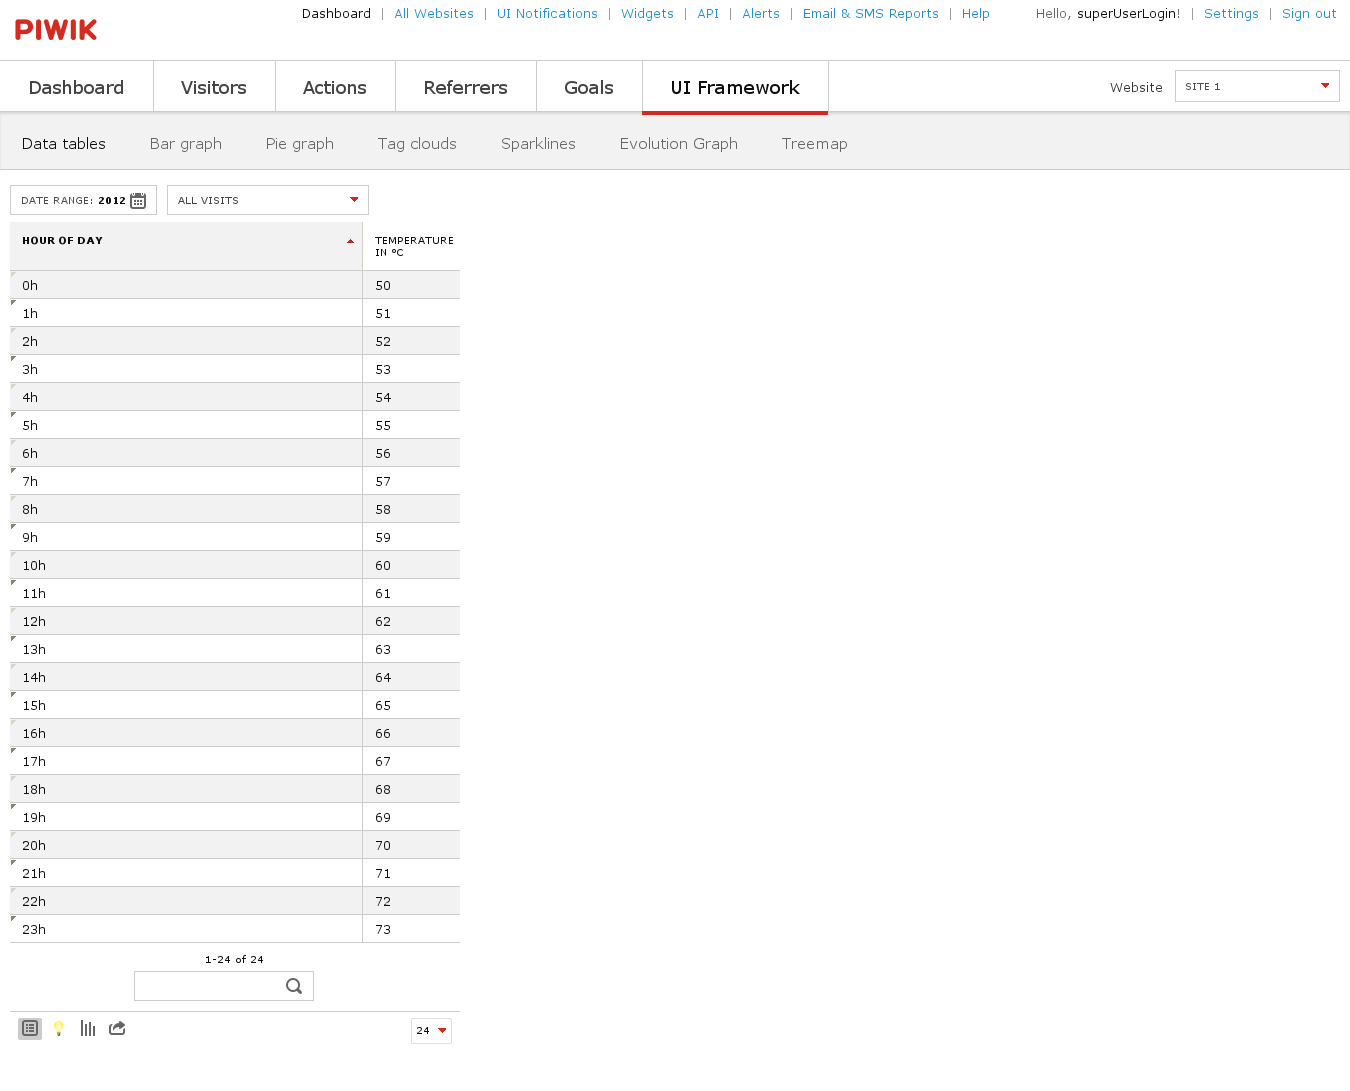 PIWIK
Dashboard | All Websites | UI Notifications | Widgets | API | Alerts | Email & SMS Reports | Help
Hello, superUserLogin! | Settings | Sign out
Dashboard Visitors Actions Referrers Goals UI Framework
Website SITE 1
Data tables Bar graph Pie graph Tag clouds Sparklines Evolution Graph Treemap
DATE RANGE: 2012 ALL VISITS
HOUR OF DAY TEMPERATURE
IN °C
0h 50
1h 51
2h 52
3h 53
4h 54
5h 55
6h 56
7h 57
8h 58
9h 59
10h 60
11h 61
12h 62
13h 63
14h 64
15h 65
16h 66
17h 67
18h 68
19h 69
20h 70
21h 71
22h 72
23h 73
1-24 of 24
24